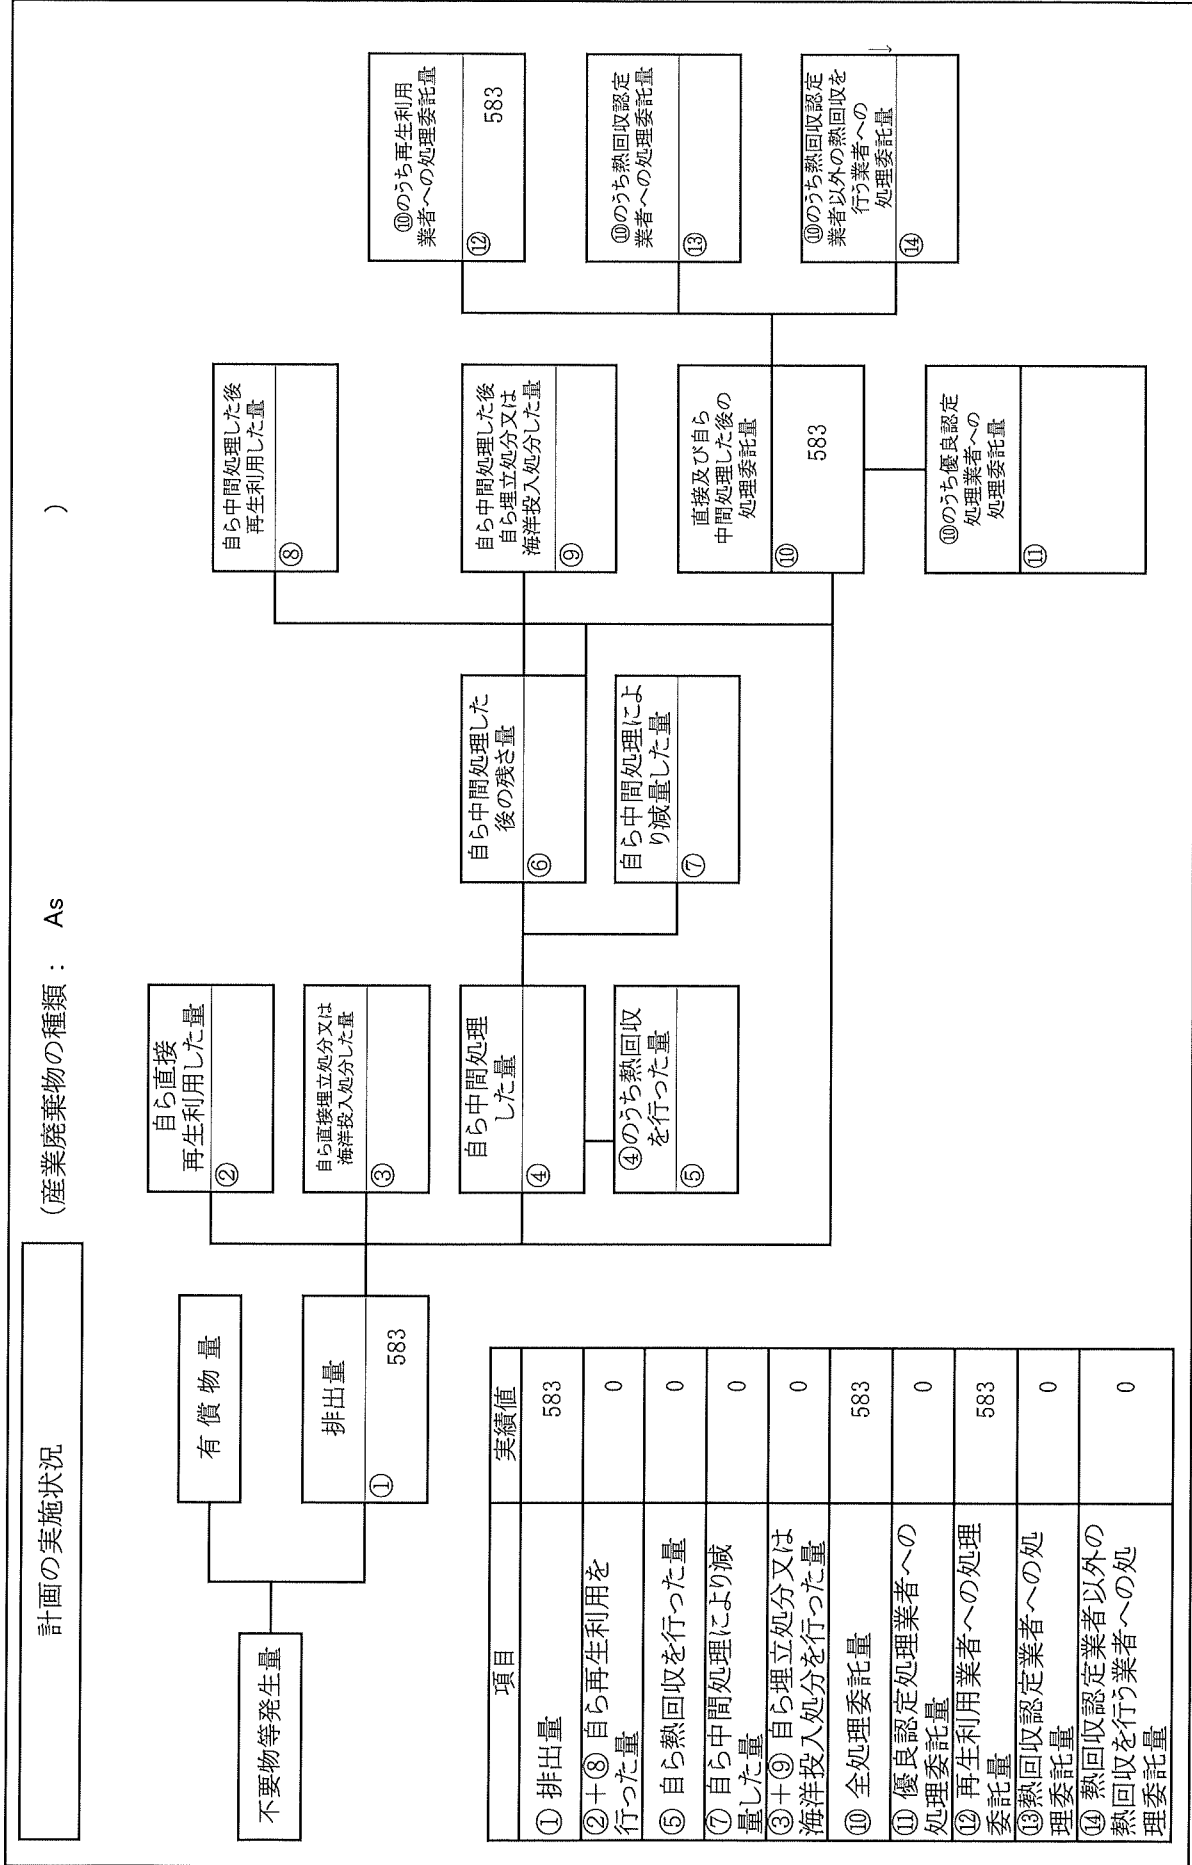 計画の実施状況
(産業廃棄物の種類： As )
不要物等発生量
有償物量
排出量
① 583
自ら直接
再生利用した量
②
自ら直接埋立処分又は
海洋投入処分した量
③
自ら中間処理
した量
④
④のうち熱回収
を行った量
⑤
自ら中間処理した
後の残さ量
⑥
自ら中間処理によ
り減量した量
⑦
自ら中間処理した後
再生利用した量
⑧
自ら中間処理した後
自ら埋立処分又は
海洋投入処分した量
⑨
直接及び自ら
中間処理した後の
処理委託量
⑩ 583
⑩のうち優良認定
処理業者への
処理委託量
⑪
⑩のうち再生利用
業者への処理委託量
⑫ 583
⑩のうち熱回収認定
業者への処理委託量
⑬
⑩のうち熱回収認定
業者以外の熱回収を
行う業者への
処理委託量
⑭
項目 実績値
① 排出量 583
②＋⑧ 自ら再生利用を
行った量 0
⑤ 自ら熱回収を行った量 0
⑦ 自ら中間処理により減
量した量 0
③＋⑨ 自ら埋立処分又は
海洋投入処分を行った量 0
⑩ 全処理委託量 583
⑪ 優良認定処理業者への
処理委託量 0
⑫ 再生利用業者への処理
委託量 583
⑬熱回収認定業者への処
理委託量 0
⑭ 熱回収認定業者以外の
熱回収を行う業者への処
理委託量 0